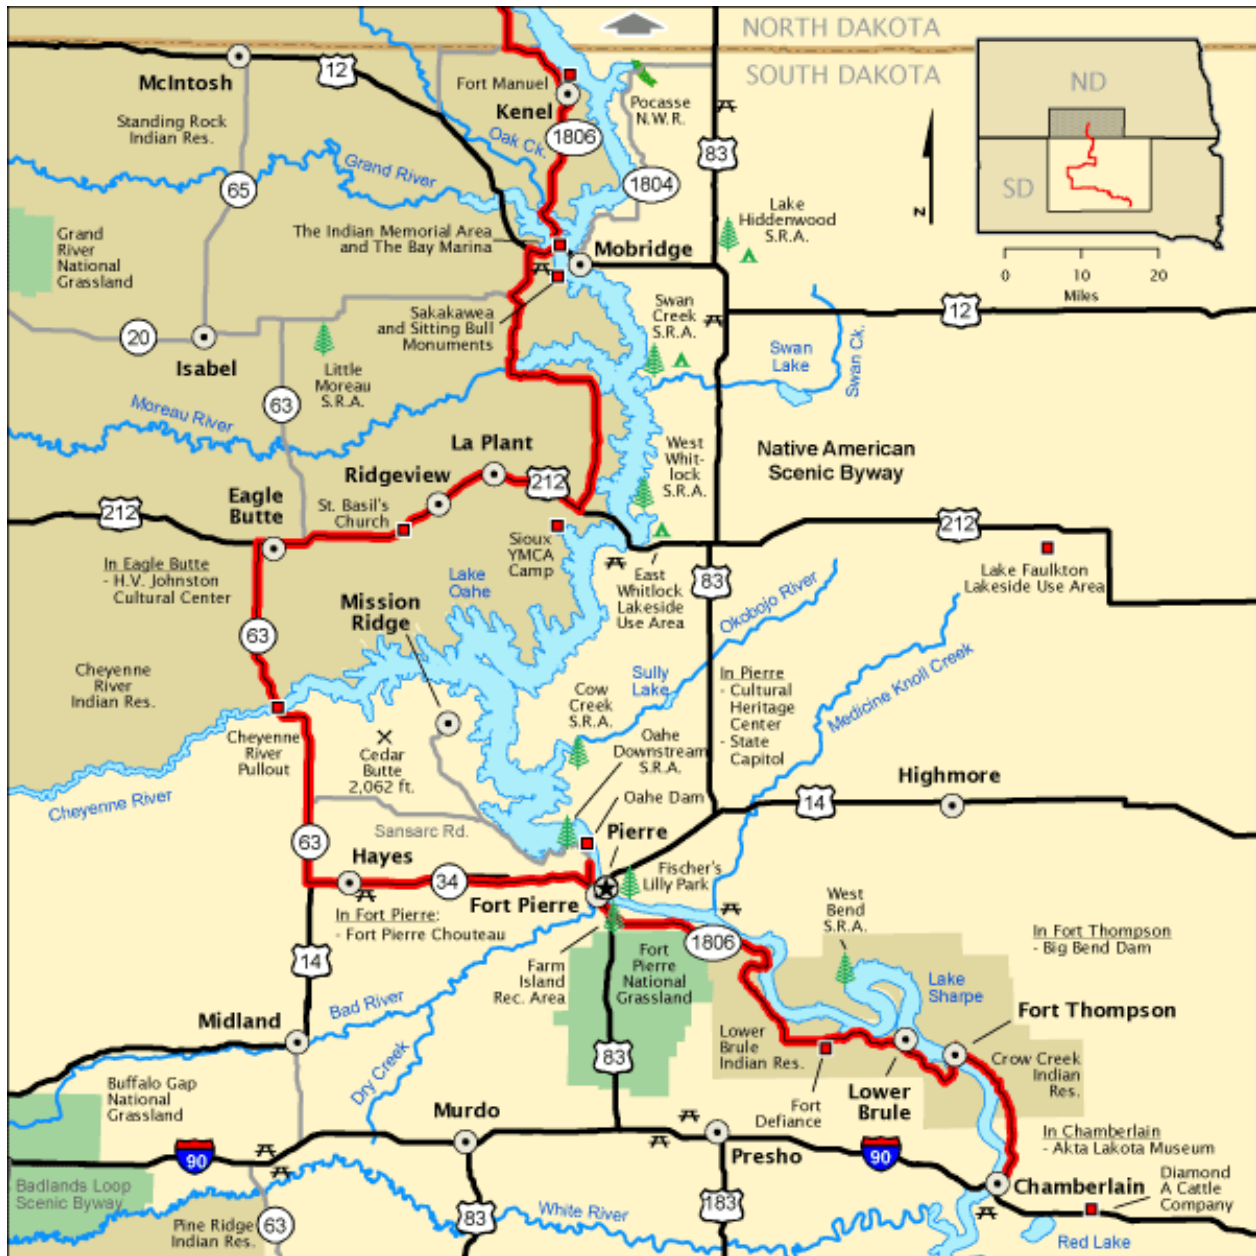 NORTH DAKOTA
SOUTH DAKOTA
ND
SD
N
0
10
20
Miles
McIntosh
12
Fort Manuel
Kenel
Pocasse
N.W.R.
Standing Rock
Indian Res.
Oak Ck.
1806
83
Grand River
65
1804
Lake
Hiddenwood
S.R.A.
Grand
River
National
Grassland
The Indian Memorial Area
and The Bay Marina
Mobridge
Sakakawea
and Sitting Bull
Monuments
Swan
Creek
S.R.A.
12
20
Isabel
Little
Moreau
S.R.A.
Swan
Lake
Swan Ck.
63
Moreau River
La Plant
West
Whit-
lock
S.R.A.
Native American
Scenic Byway
Ridgeview
212
Eagle
Butte
St. Basil's
Church
212
212
In Eagle Butte
- H.V. Johnston
Cultural Center
Sioux
YMCA
Camp
Lake
Oahe
East
Whitlock
Lakeside
Use Area
83
Lake Faulkton
Lakeside Use Area
Mission
Ridge
Okobojo River
63
Cheyenne
River
Indian Res.
Sully
Lake
Cow
Creek
S.R.A.
In Pierre
- Cultural
Heritage
Center
- State
Capitol
Medicine Knoll Creek
Cheyenne
River
Pullout
Cedar
Butte
2,062 ft.
Oahe
Downstream
S.R.A.
Cheyenne River
Oahe Dam
14
Highmore
Sansarc Rd.
63
Hayes
34
Pierre
Fischer's
Lilly Park
Fort Pierre
In Fort Pierre:
- Fort Pierre Chouteau
West
Bend
S.R.A.
1806
In Fort Thompson
- Big Bend Dam
14
Farm
Island
Rec. Area
Fort
Pierre
National
Grassland
Lake
Sharpe
Bad River
Fort Thompson
Midland
Lower
Brule
Indian Res.
Crow Creek
Indian
Res.
Dry Creek
83
Buffalo Gap
National
Grassland
Lower
Brule
Fort
Defiance
Murdo
In Chamberlain
- Akta Lakota Museum
90
Presho
90
Chamberlain
Diamond
A Cattle
Company
Badlands Loop
Scenic Byway
Pine Ridge
Indian Res.
63
83
White River
183
Red Lake